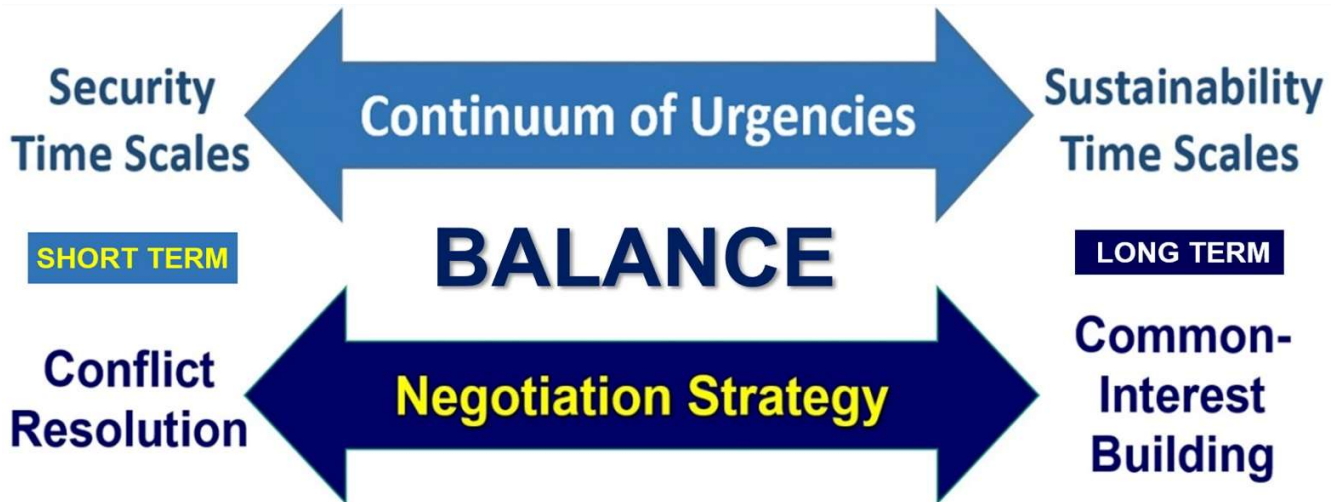 Security
Time Scales
Continuum of Urgencies
Sustainability
Time Scales
SHORT TERM
BALANCE
LONG TERM
Conflict
Resolution
Negotiation Strategy
Common-
Interest
Building